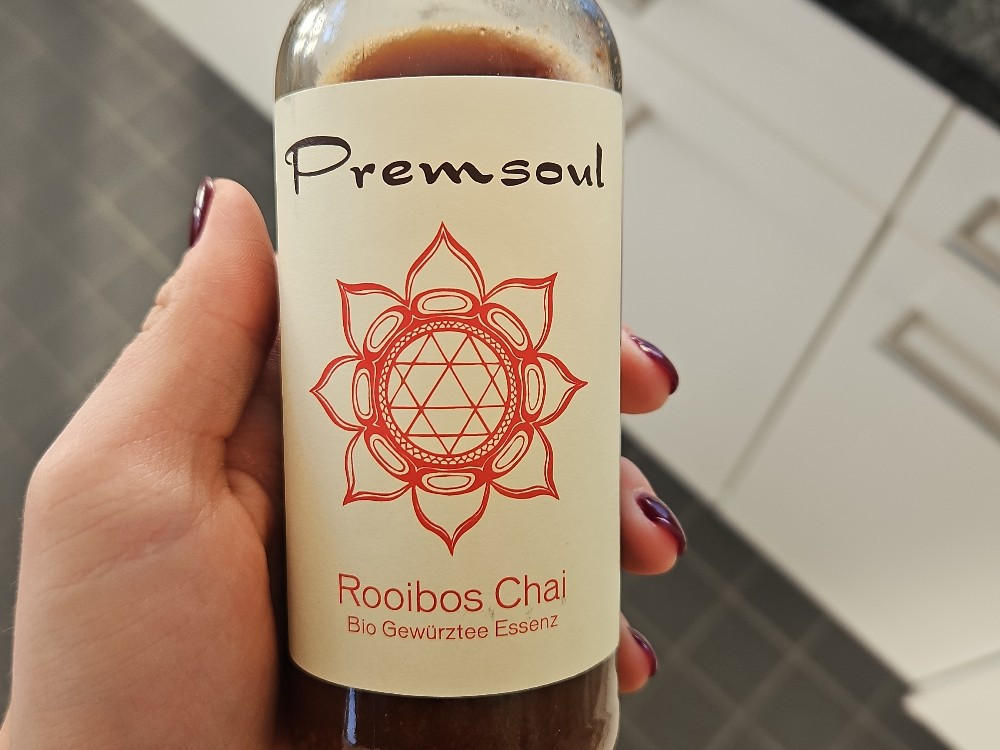 Premsoul
Rooibos Chai
Bio Gewürztee Essenz